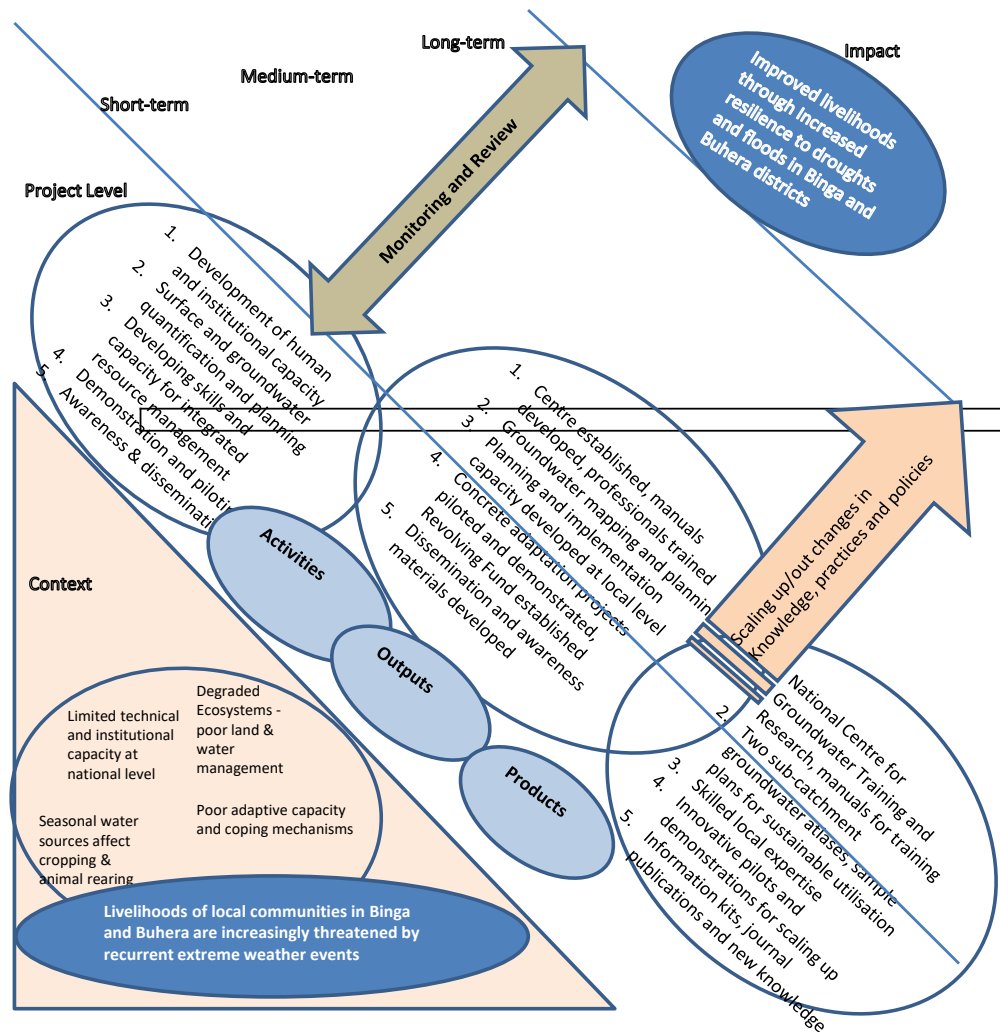 Long-term
Impact
Medium-term
Short-term
Improved livelihoods
through Increased
resilience to droughts
and floods in Binga and
Buhera districts
Monitoring and Review
Project Level
1. Development of human
and institutional capacity
2. Surface and groundwater
quantification and planning
3. Developing skills and
capacity for integrated
resource management
4. Demonstration and
5. Awareness &
1. Centre established, manuals
developed, professionals trained
2. Groundwater mapping and
3. Planning and implementation
capacity developed at local level
4. Concrete adaptation projects
piloted and demonstrated,
Revolving Fund established
5. Dissemination and awareness
materials developed
Scaling up/out changes in
Knowledge, practices and policies
Activities
Outputs
Products
National Centre for
Groundwater Training and
Research, manuals for training
2. Two sub-catchment
groundwater atlases, sample
plans for sustainable utilisation
3. Skilled local expertise
4. Innovative pilots and
demonstrations for scaling up
5. Information kits, journal
publications and new knowledge
Context
Limited technical
and institutional
capacity at
national level
Degraded
Ecosystems -
poor land &
water
management
Seasonal water
sources affect
cropping &
animal rearing
Poor adaptive capacity
and coping mechanisms
Livelihoods of local communities in Binga
and Buhera are increasingly threatened by
recurrent extreme weather events